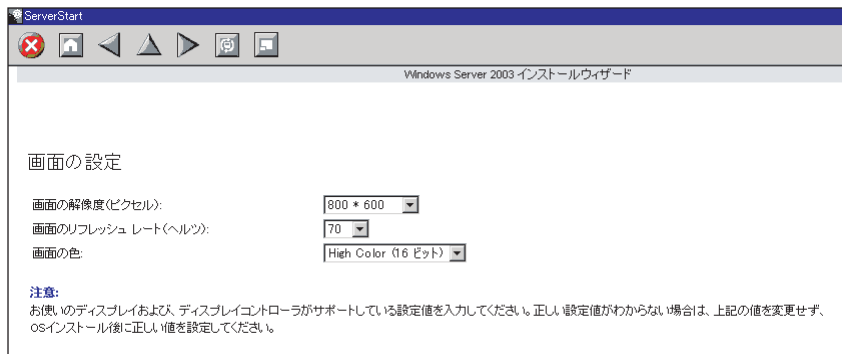 ServerStart
Windows Server 2003 インストールウィザード
画面の設定
画面の解像度(ピクセル): 800 * 600
画面のリフレッシュ レート(ヘルツ): 70
画面の色: High Color (16 ビット)
注意:
お使いのディスプレイおよび、ディスプレイコントローラがサポートしている設定値を入力してください。正しい設定値がわからない場合は、上記の値を変更せず、
OSインストール後に正しい値を設定してください。